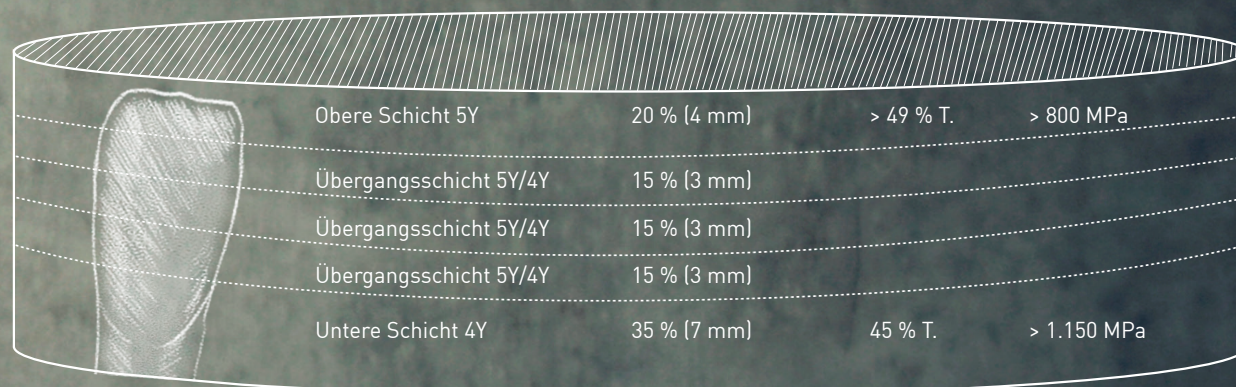 Obere Schicht 5Y 20 % (4 mm) > 49 % T. > 800 MPa
Übergangsschicht 5Y/4Y 15 % (3 mm)
Übergangsschicht 5Y/4Y 15 % (3 mm)
Übergangsschicht 5Y/4Y 15 % (3 mm)
Untere Schicht 4Y 35 % (7 mm) 45 % T. > 1.150 MPa